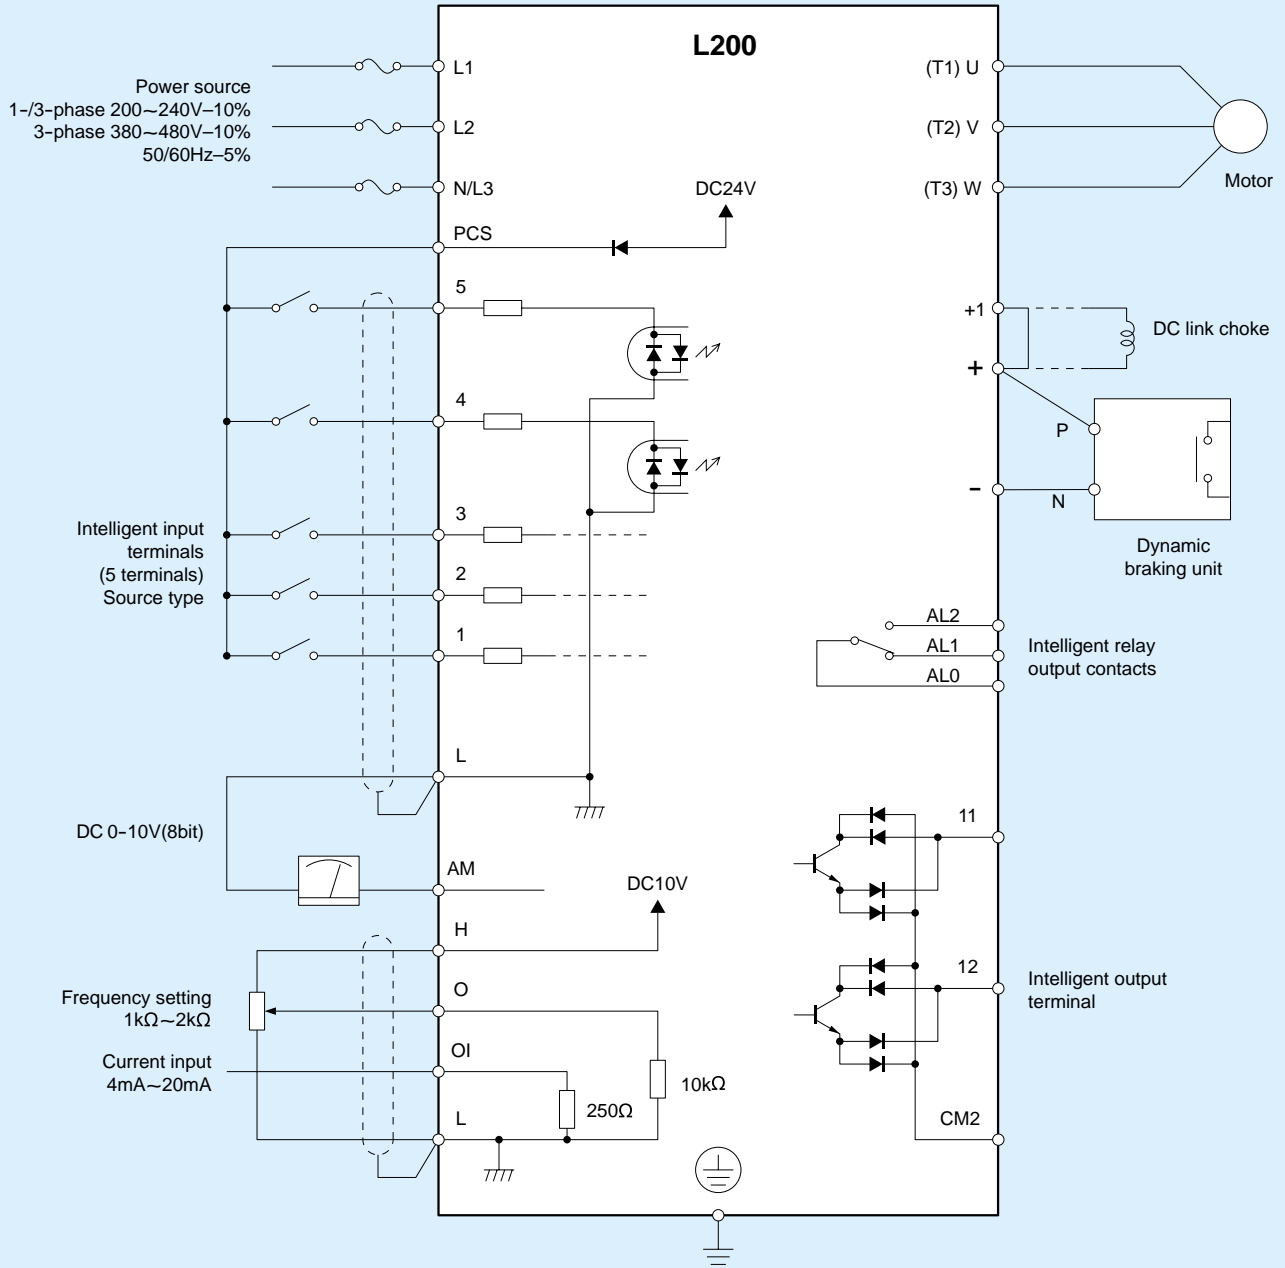 L200
L1
(T1) U
Power source
1-/3-phase 200~240V–10%
3-phase 380~480V–10%
50/60Hz–5%
L2
(T2) V
N/L3
DC24V
(T3) W
Motor
PCS
5
+1
DC link choke
+
4
P
–
N
3
Intelligent input
terminals
(5 terminals)
Source type
Dynamic
braking unit
2
AL2
1
AL1
AL0
Intelligent relay
output contacts
L
DC 0-10V(8bit)
11
AM
DC10V
H
12
Intelligent output
terminal
O
Frequency setting
1kΩ~2kΩ
OI
Current input
4mA~20mA
10kΩ
250Ω
L
CM2